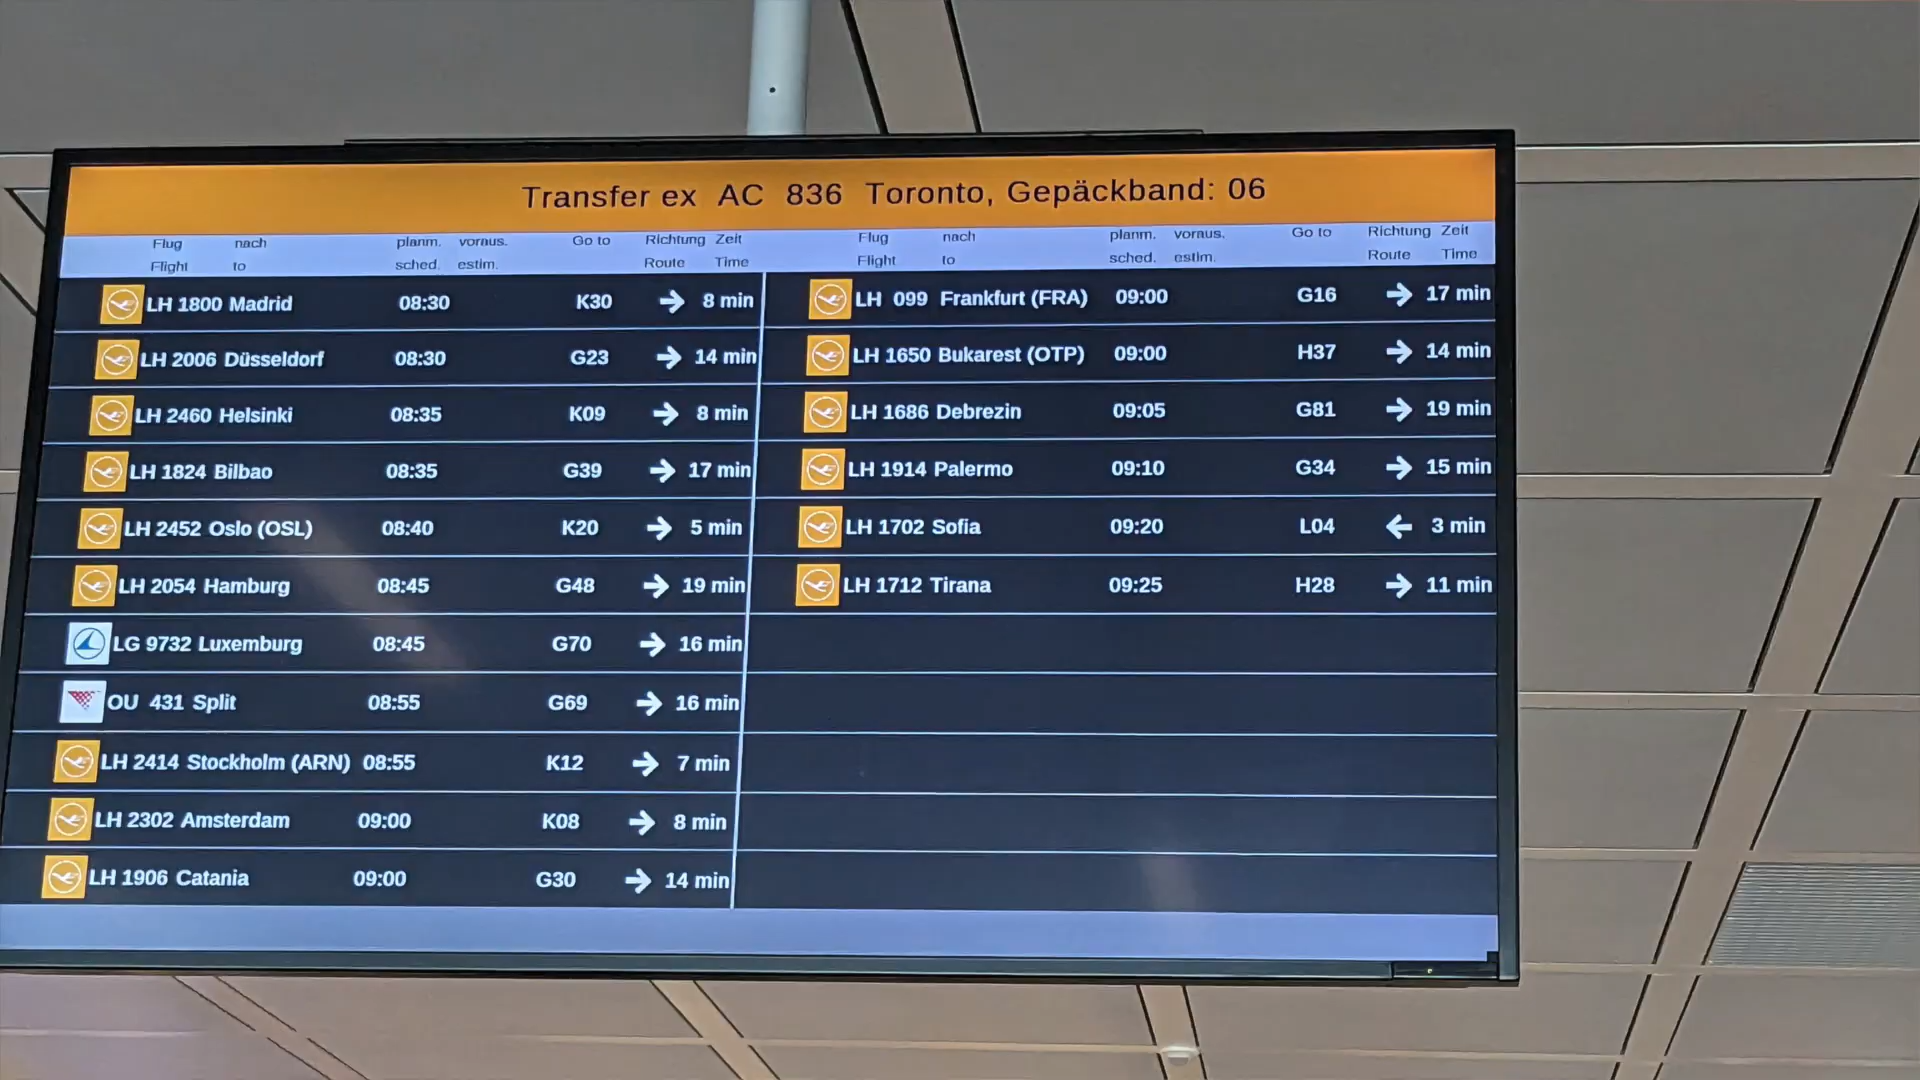 Transfer ex AC 836 Toronto, Gepäckband: 06
Flug nach planm. voraus. Go to Richtung Zeit
Flight to sched. estim. Route Time
LH 1800 Madrid 08:30 K30 → 8 min
LH 2006 Düsseldorf 08:30 G23 → 14 min
LH 2460 Helsinki 08:35 K09 → 8 min
LH 1824 Bilbao 08:35 G39 → 17 min
LH 2452 Oslo (OSL) 08:40 K20 → 5 min
LH 2054 Hamburg 08:45 G48 → 19 min
LG 9732 Luxemburg 08:45 G70 → 16 min
OU 431 Split 08:55 G69 → 16 min
LH 2414 Stockholm (ARN) 08:55 K12 → 7 min
LH 2302 Amsterdam 09:00 K08 → 8 min
LH 1906 Catania 09:00 G30 → 14 min
Flug nach planm. voraus. Go to Richtung Zeit
Flight to sched. estim. Route Time
LH 099 Frankfurt (FRA) 09:00 G16 → 17 min
LH 1650 Bukarest (OTP) 09:00 H37 → 14 min
LH 1686 Debrezin 09:05 G81 → 19 min
LH 1914 Palermo 09:10 G34 → 15 min
LH 1702 Sofia 09:20 L04 ← 3 min
LH 1712 Tirana 09:25 H28 → 11 min